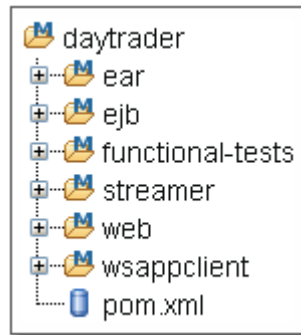 daytrader
ear
ejb
functional-tests
streamer
web
wsappclient
pom.xml